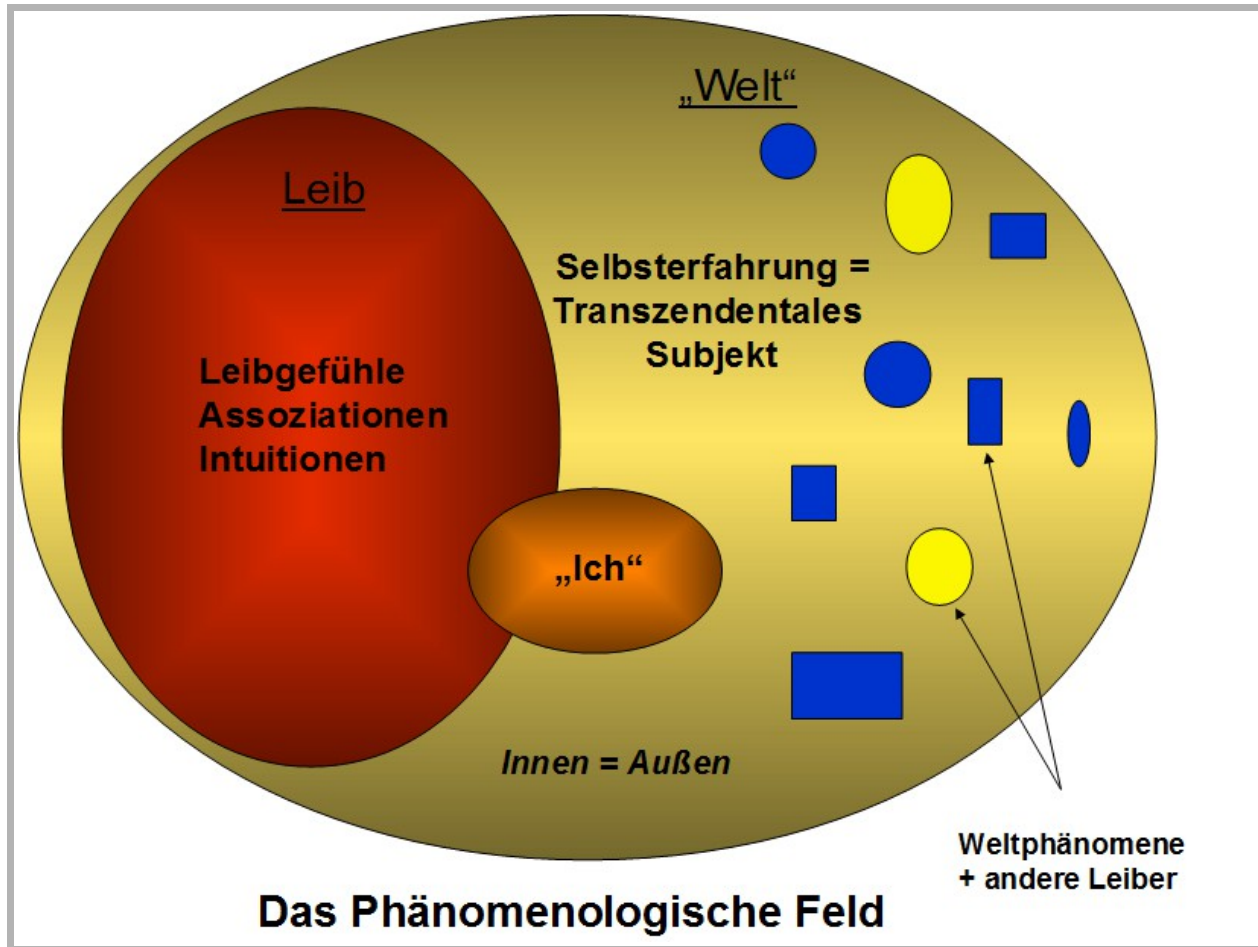 „Welt“
Leib
Selbsterfahrung =
Transzendentales
Subjekt
Leibgefühle
Assoziationen
Intuitionen
„Ich“
Innen = Außen
Weltphänomene
+ andere Leiber
Das Phänomenologische Feld